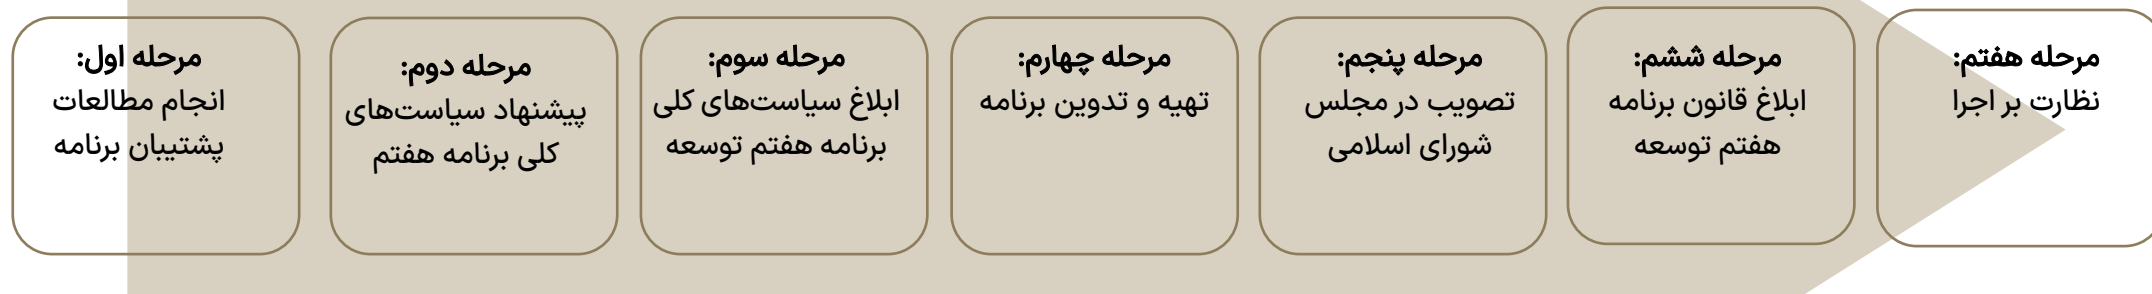 مرحله اول:
انجام مطالعات
پشتیبان برنامه
مرحله دوم:
پیشنهاد سیاست‌های
کلی برنامه هفتم
مرحله سوم:
ابلاغ سیاست‌های کلی
برنامه هفتم توسعه
مرحله چهارم:
تهیه و تدوین برنامه
مرحله پنجم:
تصویب در مجلس
شورای اسلامی
مرحله ششم:
ابلاغ قانون برنامه
هفتم توسعه
مرحله هفتم:
نظارت بر اجرا